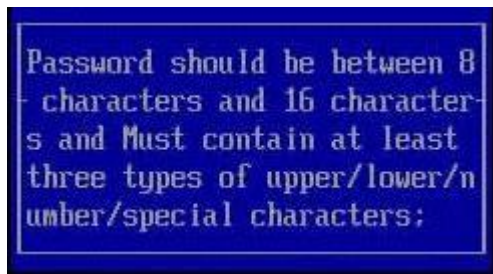 Password should be between 8
- characters and 16 character-
s and Must contain at least
three types of upper/lower/n
umber/special characters;